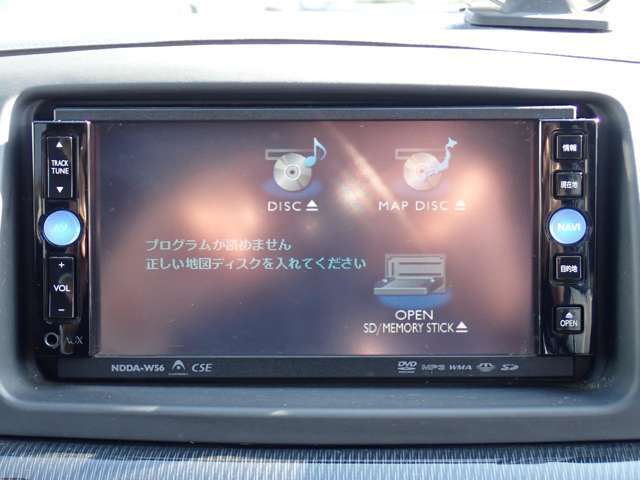 TRACK
TUNE
AV
+
VOL
−
AUX
DISC
MAP DISC
プログラムが読めません
正しい地図ディスクを入れてください
OPEN
SD/MEMORY STICK
情報
現在地
NAVI
目的地
OPEN
NDDA-W56
CSE
DVD
MP3
WMA
SD